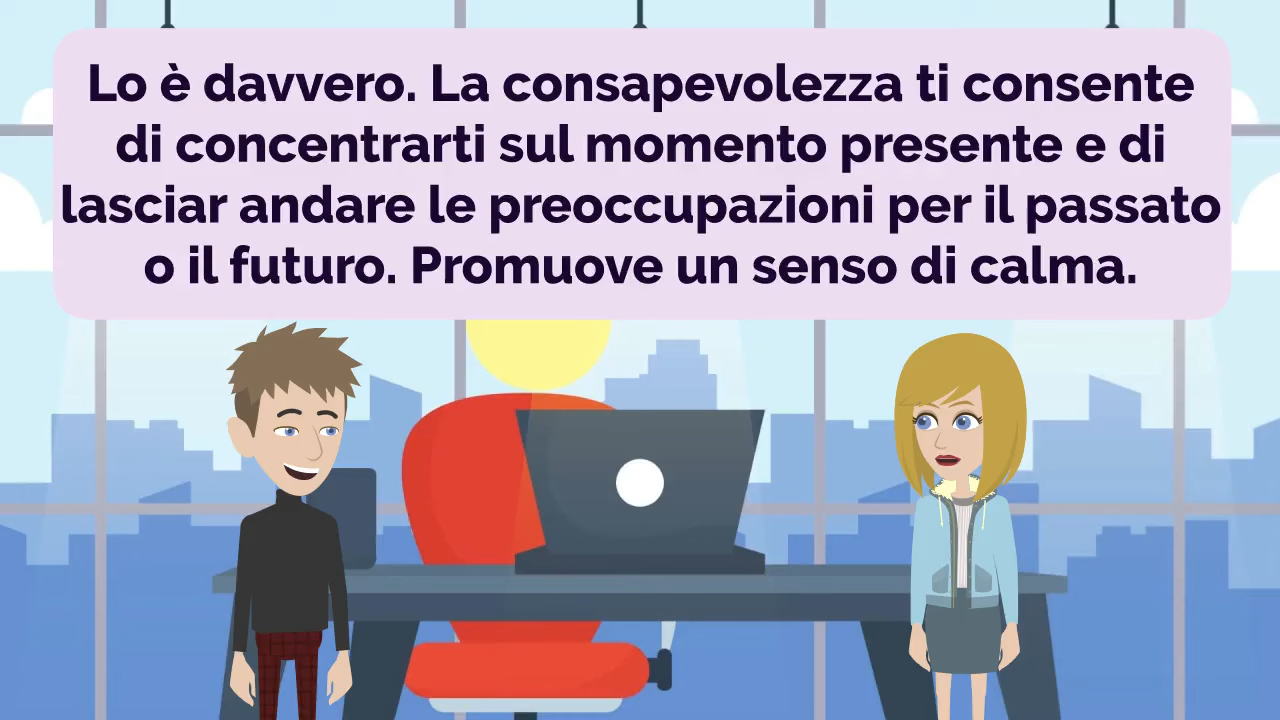 Lo è davvero. La consapevolezza ti consente
di concentrarti sul momento presente e di
lasciar andare le preoccupazioni per il passato
o il futuro. Promuove un senso di calma.